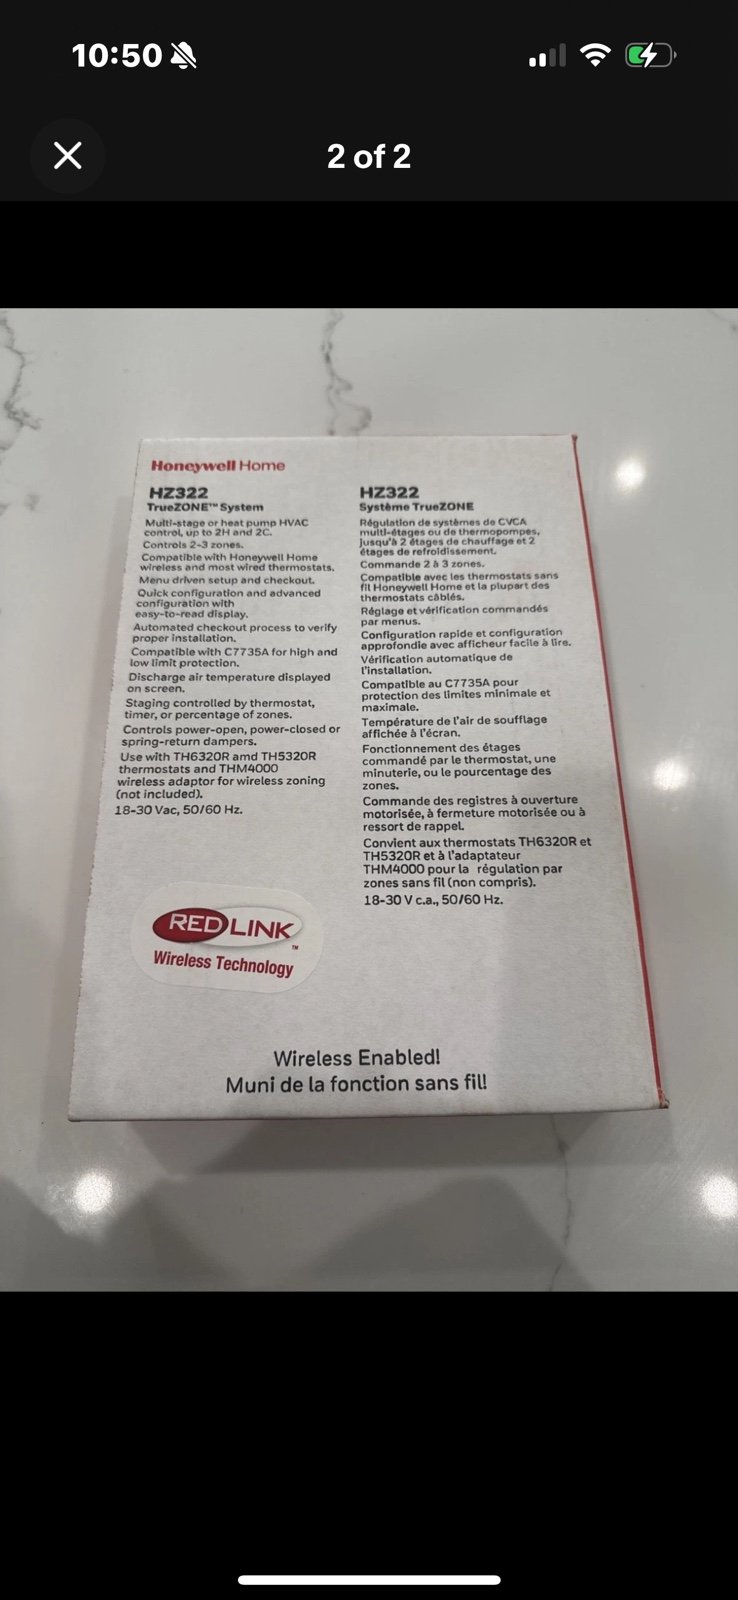 10:50
2 of 2
Honeywell Home
HZ322
TrueZONE™ System
Multi-stage or heat pump HVAC
control, up to 2H and 2C.
Controls 2-3 zones.
Compatible with Honeywell Home
wireless and most wired thermostats.
Menu driven setup and checkout.
Quick configuration and advanced
configuration with
easy-to-read display.
Automated checkout process to verify
proper installation.
Compatible with C7735A for high and
low limit protection.
Discharge air temperature displayed
on screen.
Staging controlled by thermostat,
timer, or percentage of zones.
Controls power-open, power-closed or
spring-return dampers.
Use with TH6320R amd TH5320R
thermostats and THM4000
wireless adaptor for wireless zoning
(not included).
18-30 Vac, 50/60 Hz.
HZ322
Système TrueZONE
Régulation de systèmes de CVCA
multi-étages ou de thermopompes,
jusqu'à 2 étages de chauffage et 2
étages de refroidissement.
Commande 2 à 3 zones.
Compatible avec les thermostats sans
fil Honeywell Home et la plupart des
thermostats câblés.
Réglage et vérification commandés
par menus.
Configuration rapide et configuration
approfondie avec afficheur facile à lire.
Vérification automatique de
l'installation.
Compatible au C7735A pour
protection des limites minimale et
maximale.
Température de l'air de soufflage
affichée à l'écran.
Fonctionnement des étages
commandé par le thermostat, une
minuterie, ou le pourcentage des
zones.
Commande des registres à ouverture
motorisée, à fermeture motorisée ou à
ressort de rappel.
Convient aux thermostats TH6320R et
TH5320R et à l'adaptateur
THM4000 pour la régulation par
zones sans fil (non compris).
18-30 V c.a., 50/60 Hz.
REDLINK™
Wireless Technology
Wireless Enabled!
Muni de la fonction sans fil!